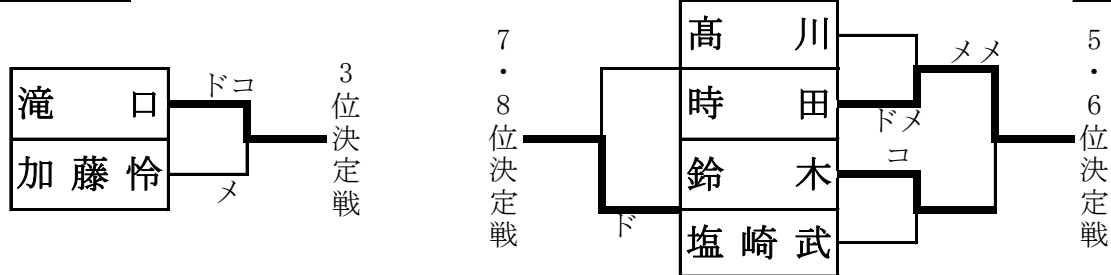 滝口
加藤怜
ドコ
メ
3位決定戦
7・8位決定戦
ド
髙川
時田
鈴木
塩崎武
メメ
ドメ
コ
5・6位決定戦